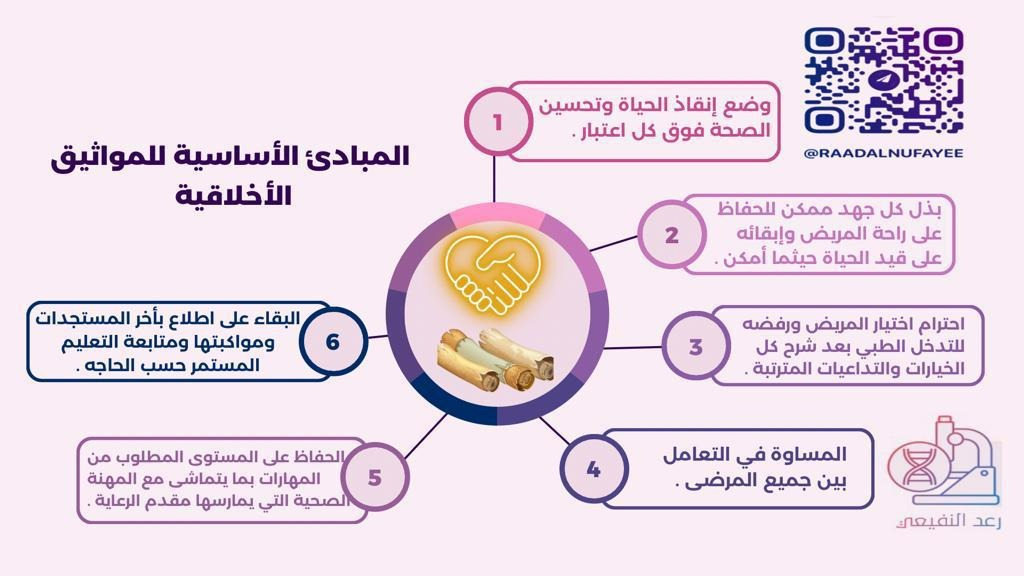 المبادئ الأساسية للمواثيق
الأخلاقية
@RAADALNUFAYEE
1
وضع إنقاذ الحياة وتحسين
الصحة فوق كل اعتبار .
2
بذل كل جهد ممكن للحفاظ
على راحة المريض وإبقائه
على قيد الحياة حيثما أمكن .
3
احترام اختيار المريض ورفضه
للتدخل الطبي بعد شرح كل
الخيارات والتداعيات المترتبة .
4
المساوة في التعامل
بين جميع المرضى .
5
الحفاظ على المستوى المطلوب من
المهارات بما يتماشى مع المهنة
الصحية التي يمارسها مقدم الرعاية .
6
البقاء على اطلاع بأخر المستجدات
ومواكبتها ومتابعة التعليم
المستمر حسب الحاجه .
رعد النفيعي